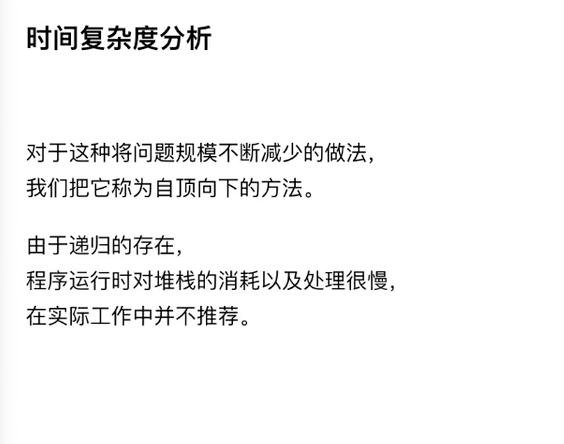 时间复杂度分析
对于这种将问题规模不断减少的做法，
我们把它称为自顶向下的方法。
由于递归的存在，
程序运行时对堆栈的消耗以及处理很慢，
在实际工作中并不推荐。